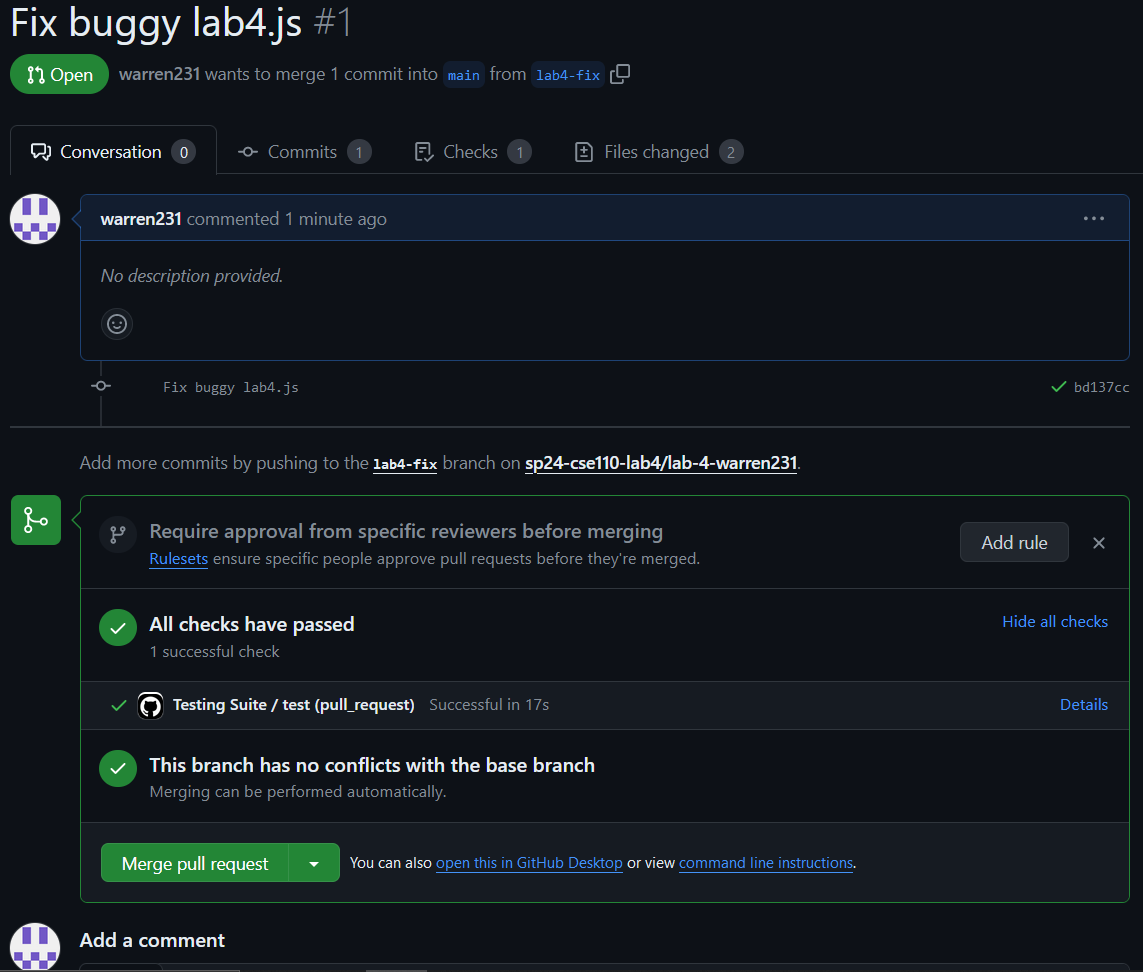 Fix buggy lab4.js #1
Open warren231 wants to merge 1 commit into main from lab4-fix
Conversation 0 Commits 1 Checks 1 Files changed 2
warren231 commented 1 minute ago
No description provided.
Fix buggy lab4.js bd137cc
Add more commits by pushing to the lab4-fix branch on sp24-cse110-lab4/lab-4-warren231.
Require approval from specific reviewers before merging
Rulesets ensure specific people approve pull requests before they're merged.
Add rule
All checks have passed
Hide all checks
1 successful check
Testing Suite / test (pull_request) Successful in 17s Details
This branch has no conflicts with the base branch
Merging can be performed automatically.
Merge pull request You can also open this in GitHub Desktop or view command line instructions.
Add a comment